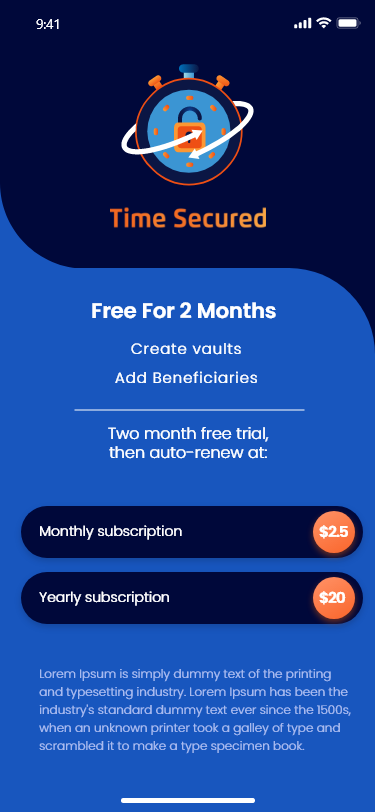 9:41
Time Secured
Free For 2 Months
Create vaults
Add Beneficiaries
Two month free trial,
then auto-renew at:
Monthly subscription $2.5
Yearly subscription $20
Lorem Ipsum is simply dummy text of the printing
and typesetting industry. Lorem Ipsum has been the
industry's standard dummy text ever since the 1500s,
when an unknown printer took a galley of type and
scrambled it to make a type specimen book.